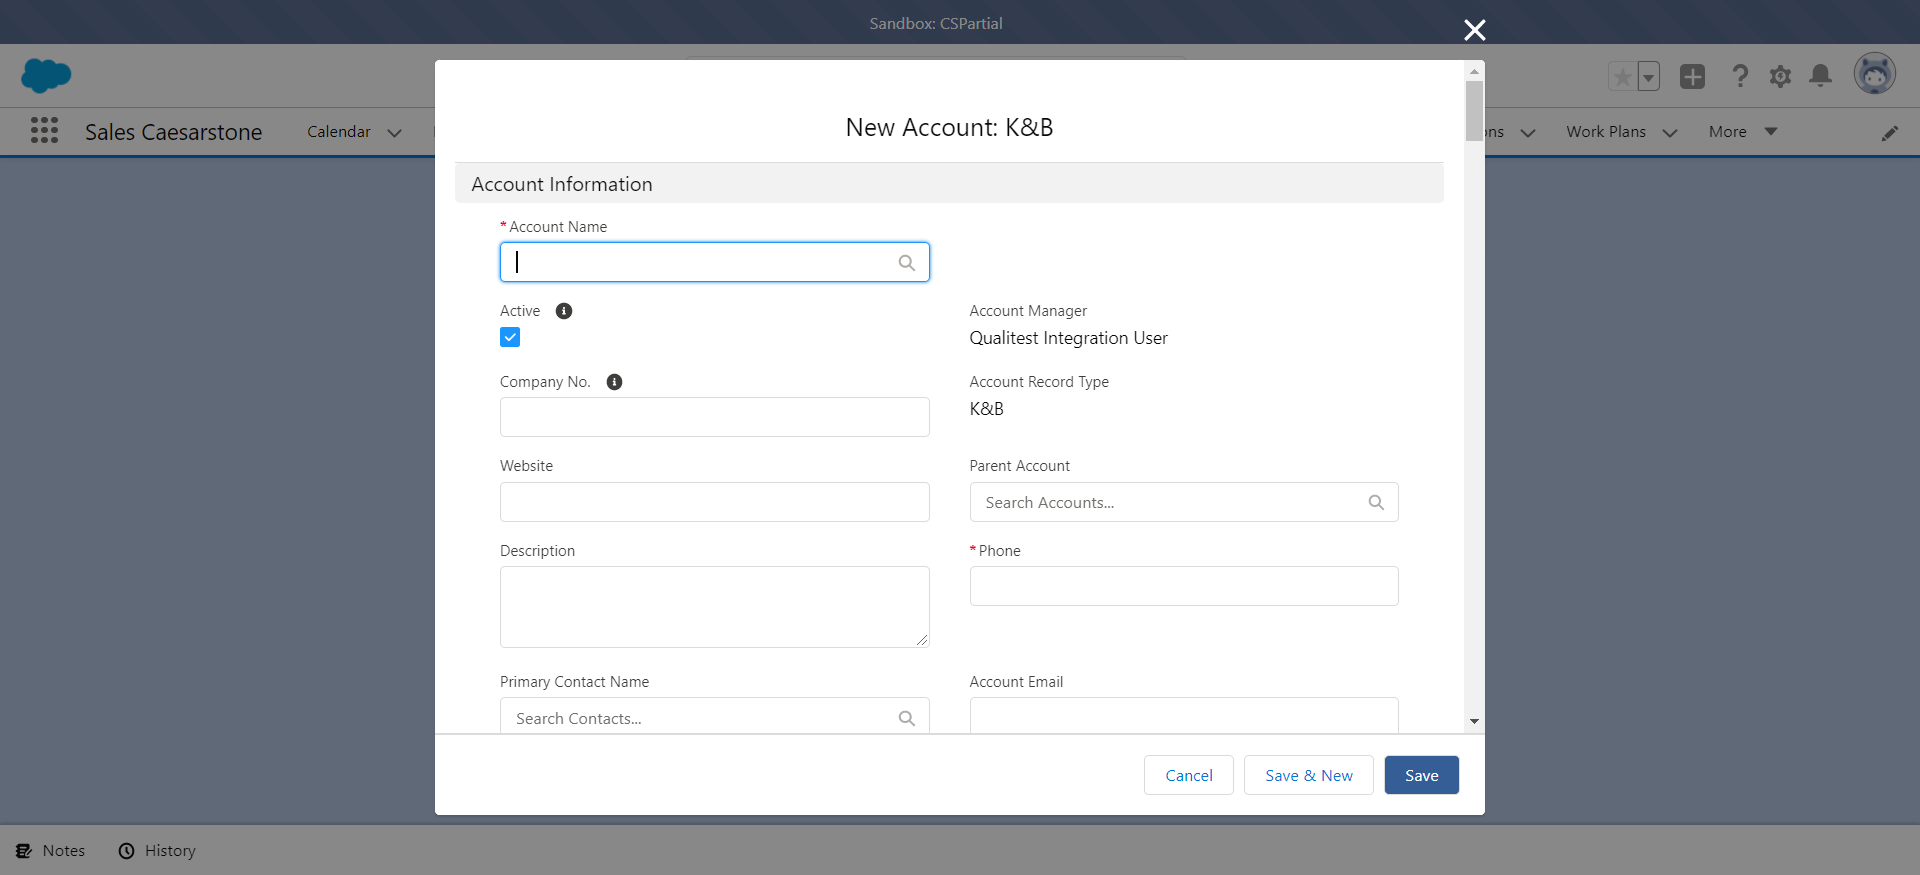 Sandbox: CSPartial
Sales Caesarstone
Calendar
Work Plans
More
New Account: K&B
Account Information
*Account Name
Active
Account Manager
Qualitest Integration User
Company No.
Account Record Type
K&B
Website
Parent Account
Search Accounts...
Description
*Phone
Primary Contact Name
Account Email
Search Contacts...
Cancel
Save & New
Save
Notes
History